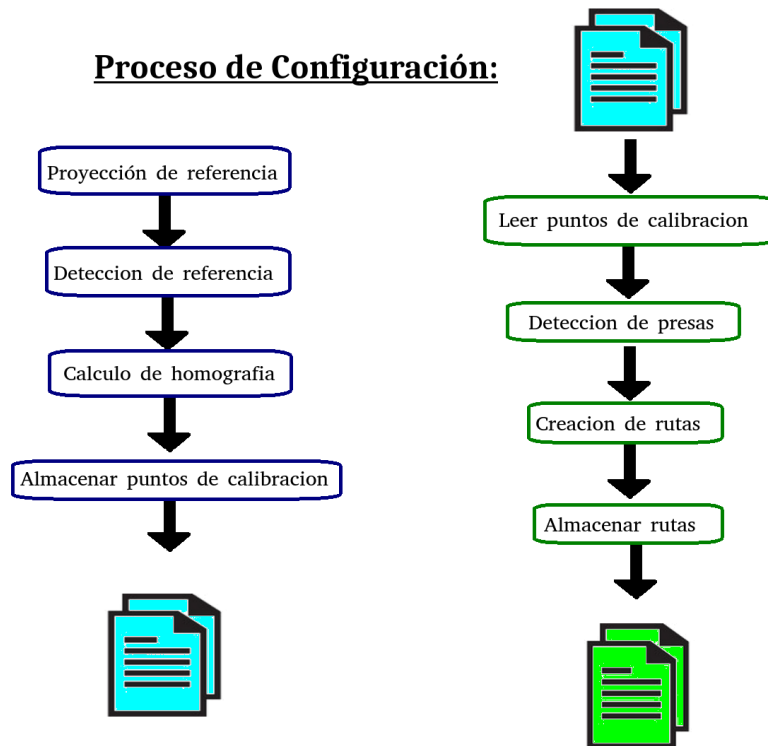 Proceso de Configuración:
Proyección de referencia
Deteccion de referencia
Calculo de homografia
Almacenar puntos de calibracion
Leer puntos de calibracion
Deteccion de presas
Creacion de rutas
Almacenar rutas